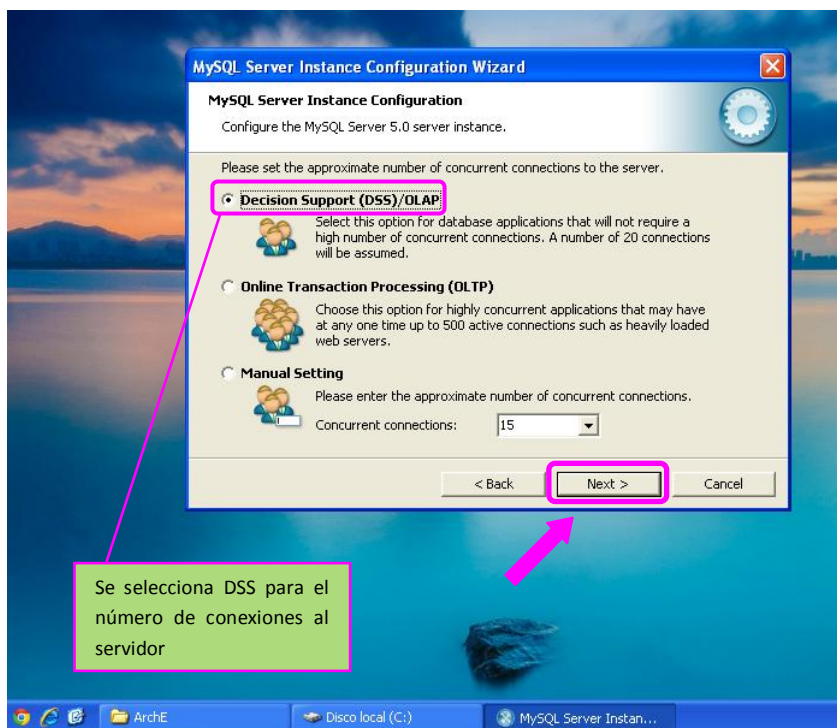 MySQL Server Instance Configuration Wizard
MySQL Server Instance Configuration
Configure the MySQL Server 5.0 server instance.
Please set the approximate number of concurrent connections to the server.
Decision Support (DSS)/OLAP
Select this option for database applications that will not require a
high number of concurrent connections. A number of 20 connections
will be assumed.
Online Transaction Processing (OLTP)
Choose this option for highly concurrent applications that may have
at any one time up to 500 active connections such as heavily loaded
web servers.
Manual Setting
Please enter the approximate number of concurrent connections.
Concurrent connections: 15
< Back Next > Cancel
Se selecciona DSS para el
número de conexiones al
servidor
ArchE Disco local (C:) MySQL Server Instan...